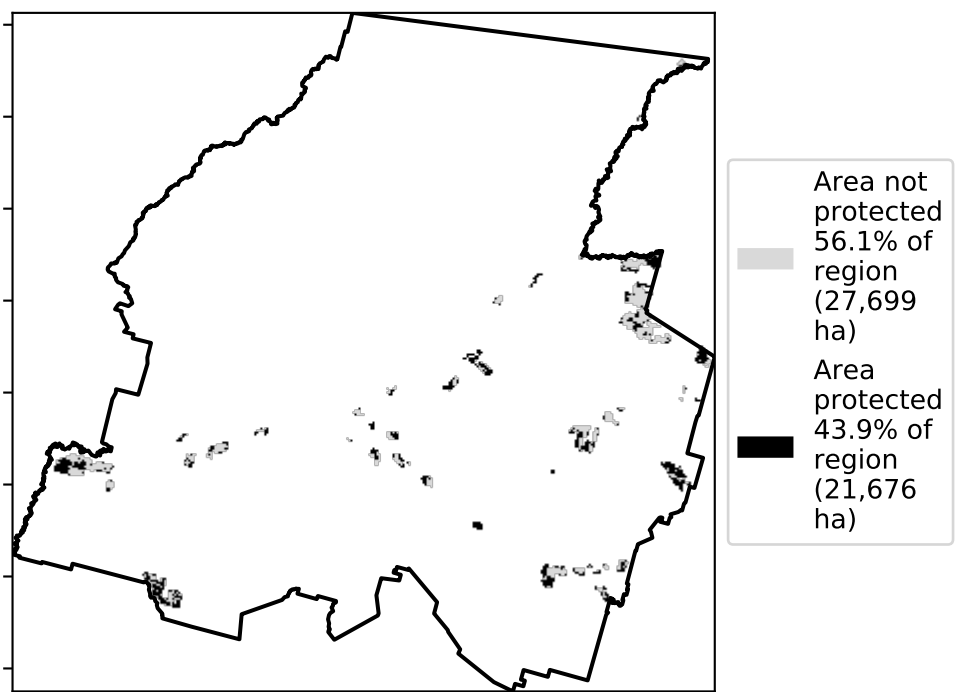 Area not
protected
56.1% of
region
(27,699
ha)
Area
protected
43.9% of
region
(21,676
ha)